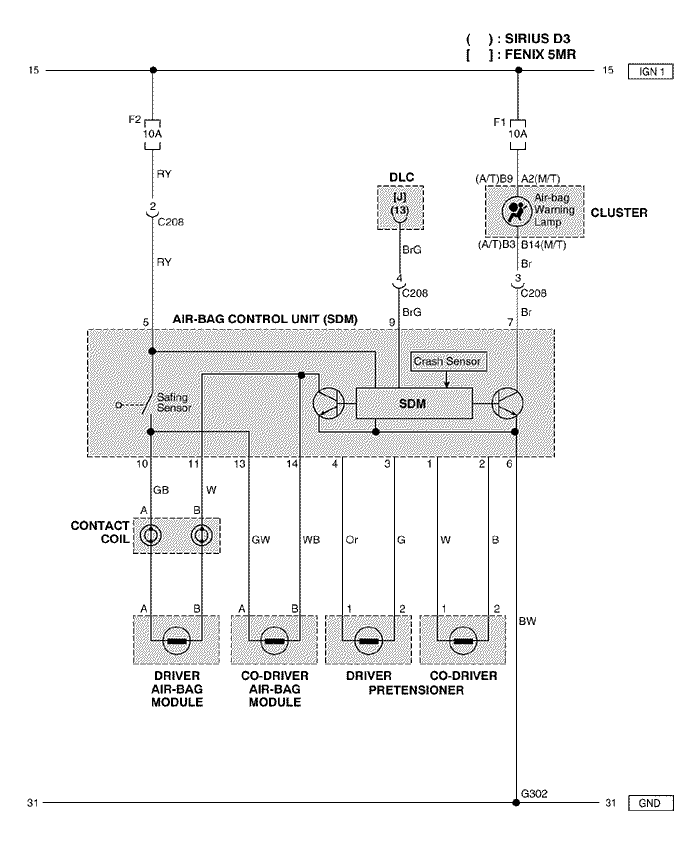 ( ) : SIRIUS D3
[ ] : FENIX 5MR
15
15
IGN 1
F2
10A
F1
10A
RY
DLC
(A/T)B9
A2(M/T)
[J]
(13)
Air-bag
Warning
Lamp
CLUSTER
2
C208
(A/T)B3
B14(M/T)
BrG
Br
RY
4
C208
3
C208
BrG
Br
5
AIR-BAG CONTROL UNIT (SDM)
9
7
Crash Sensor
Safing
Sensor
SDM
10
11
13
14
4
3
1
2
6
GB
W
A
B
CONTACT
COIL
GW
WB
Or
G
W
B
A
B
A
B
1
2
1
2
BW
DRIVER
AIR-BAG
MODULE
CO-DRIVER
AIR-BAG
MODULE
DRIVER
CO-DRIVER
PRETENSIONER
G302
31
31
GND